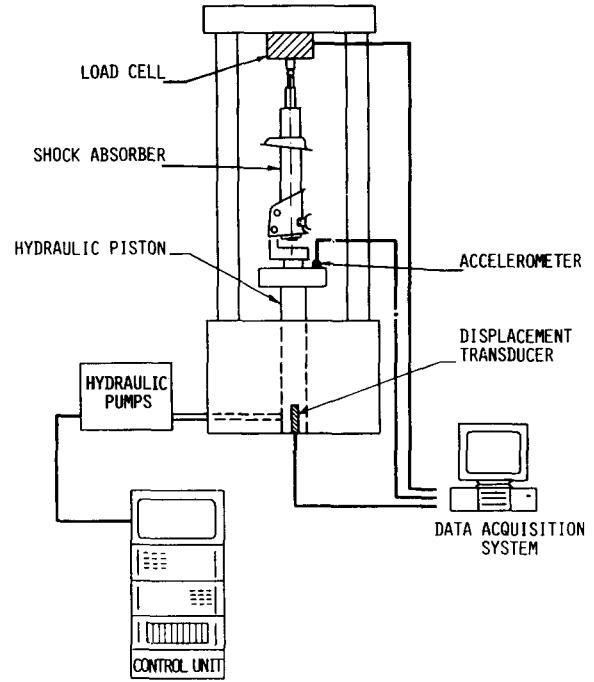 LOAD CELL
SHOCK ABSORBER
HYDRAULIC PISTON
ACCELEROMETER
DISPLACEMENT
TRANSDUCER
HYDRAULIC
PUMPS
DATA ACQUISITION
SYSTEM
CONTROL UNIT